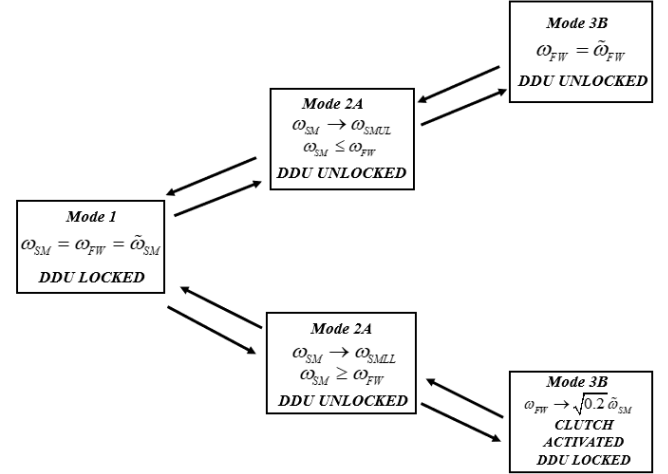 Mode 3B
ω_FW = ω̃_FW
DDU UNLOCKED
Mode 2A
ω_SM → ω_SMUL
ω_SM ≤ ω_FW
DDU UNLOCKED
Mode 1
ω_SM = ω_FW = ω̃_SM
DDU LOCKED
Mode 2A
ω_SM → ω_SMLL
ω_SM ≥ ω_FW
DDU UNLOCKED
Mode 3B
ω_FW → √0.2 ω̃_SM
CLUTCH
ACTIVATED
DDU LOCKED